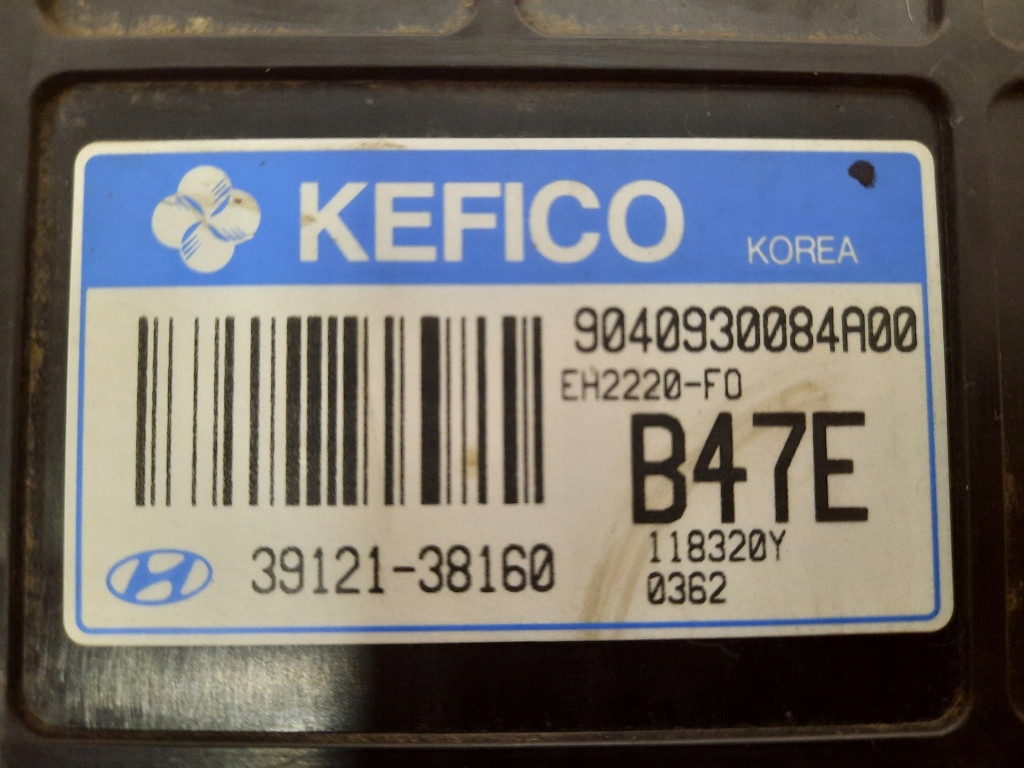 KEFICO
KOREA
9040930084A00
EH2220-F0
B47E
39121-38160
118320Y
0362